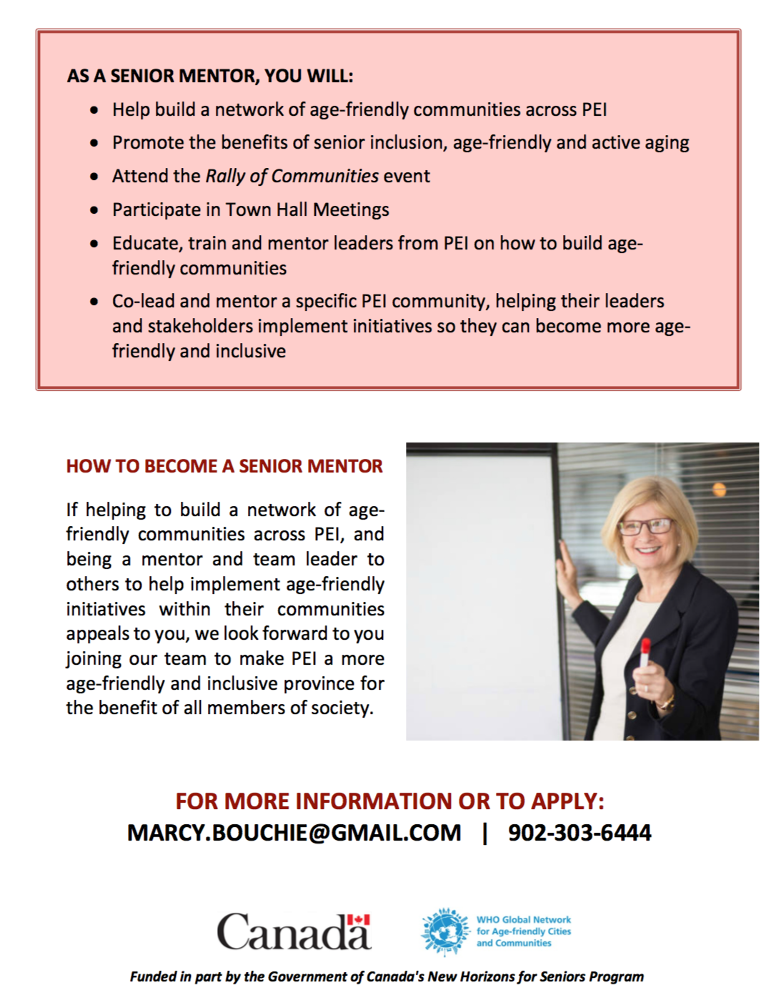 AS A SENIOR MENTOR, YOU WILL:
• Help build a network of age-friendly communities across PEI
• Promote the benefits of senior inclusion, age-friendly and active aging
• Attend the Rally of Communities event
• Participate in Town Hall Meetings
• Educate, train and mentor leaders from PEI on how to build age-
friendly communities
• Co-lead and mentor a specific PEI community, helping their leaders
and stakeholders implement initiatives so they can become more age-
friendly and inclusive
HOW TO BECOME A SENIOR MENTOR
If helping to build a network of age-
friendly communities across PEI, and
being a mentor and team leader to
others to help implement age-friendly
initiatives within their communities
appeals to you, we look forward to you
joining our team to make PEI a more
age-friendly and inclusive province for
the benefit of all members of society.
FOR MORE INFORMATION OR TO APPLY:
MARCY.BOUCHIE@GMAIL.COM | 902-303-6444
Canada
WHO Global Network
for Age-friendly Cities
and Communities
Funded in part by the Government of Canada's New Horizons for Seniors Program